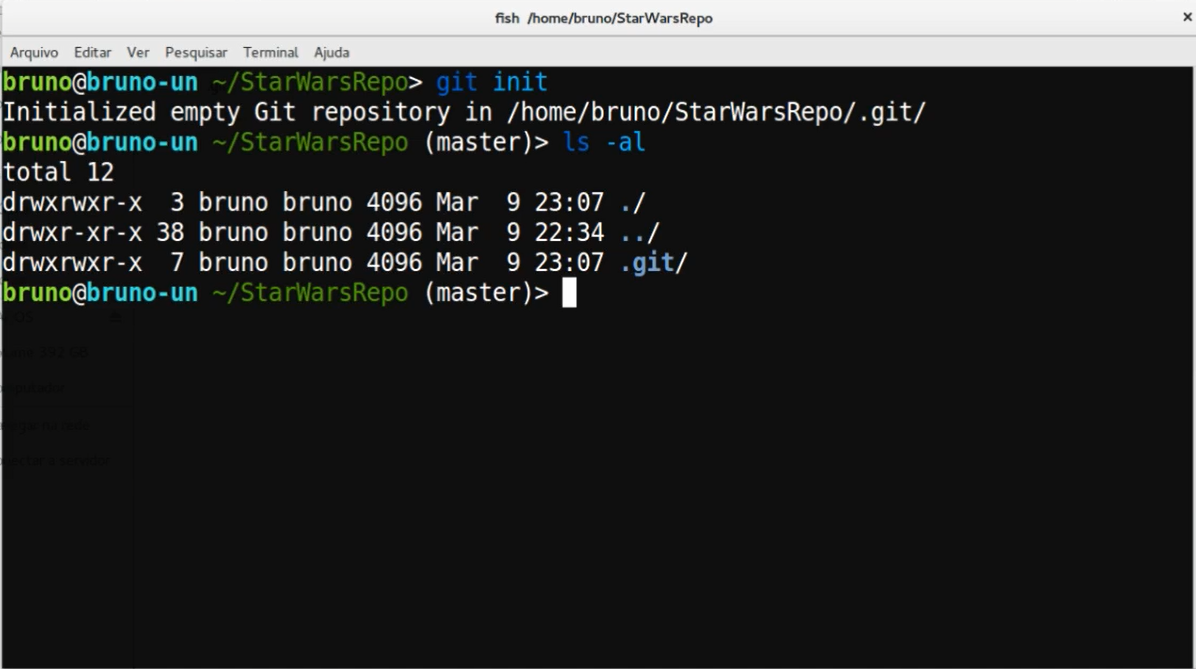 fish /home/bruno/StarWarsRepo
Arquivo Editar Ver Pesquisar Terminal Ajuda
bruno@bruno-un ~/StarWarsRepo> git init
Initialized empty Git repository in /home/bruno/StarWarsRepo/.git/
bruno@bruno-un ~/StarWarsRepo (master)> ls -al
total 12
drwxrwxr-x  3 bruno bruno 4096 Mar  9 23:07 ./
drwxr-xr-x 38 bruno bruno 4096 Mar  9 22:34 ../
drwxrwxr-x  7 bruno bruno 4096 Mar  9 23:07 .git/
bruno@bruno-un ~/StarWarsRepo (master)>
392 GB
servidor